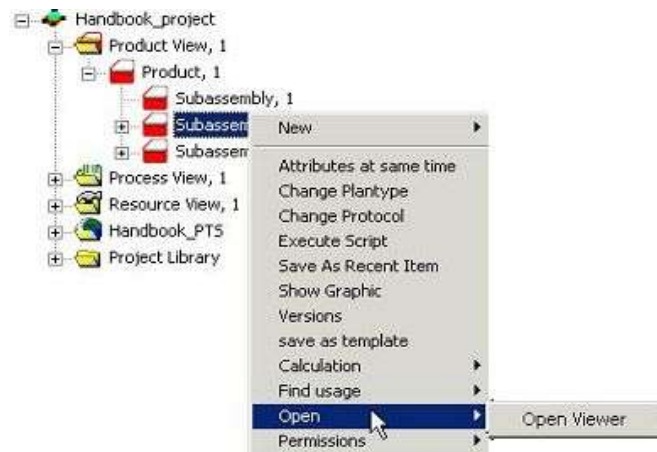 Handbook_project
Product View, 1
Product, 1
Subassembly, 1
Subassem
Subassem
Process View, 1
Resource View, 1
Handbook_PTS
Project Library
New
Attributes at same time
Change Plantype
Change Protocol
Execute Script
Save As Recent Item
Show Graphic
Versions
save as template
Calculation
Find usage
Open
Permissions
Open Viewer